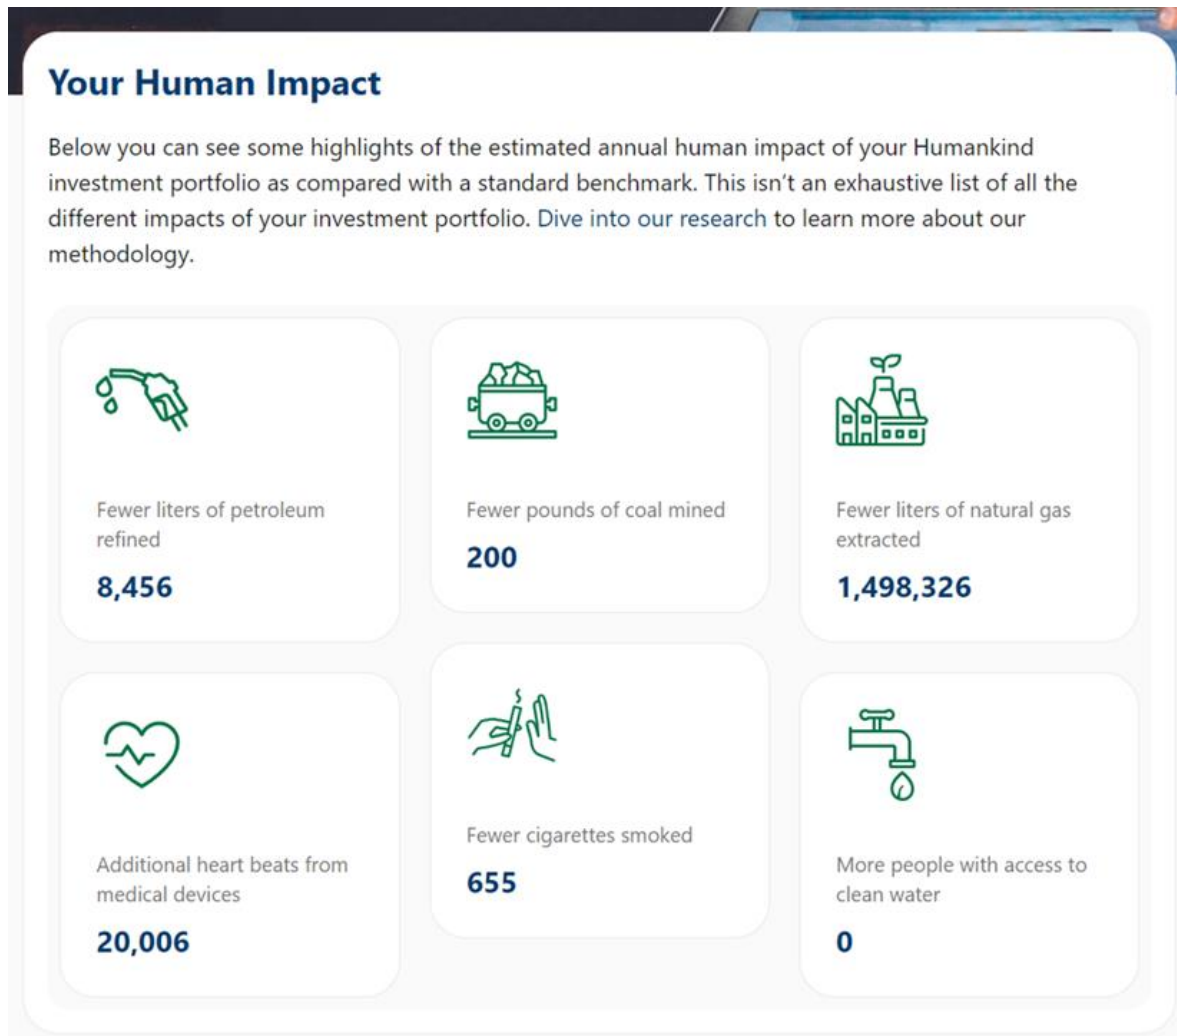 Your Human Impact
Below you can see some highlights of the estimated annual human impact of your Humankind
investment portfolio as compared with a standard benchmark. This isn't an exhaustive list of all the
different impacts of your investment portfolio. Dive into our research to learn more about our
methodology.
Fewer liters of petroleum
refined
8,456
Fewer pounds of coal mined
200
Fewer liters of natural gas
extracted
1,498,326
Additional heart beats from
medical devices
20,006
Fewer cigarettes smoked
655
More people with access to
clean water
0